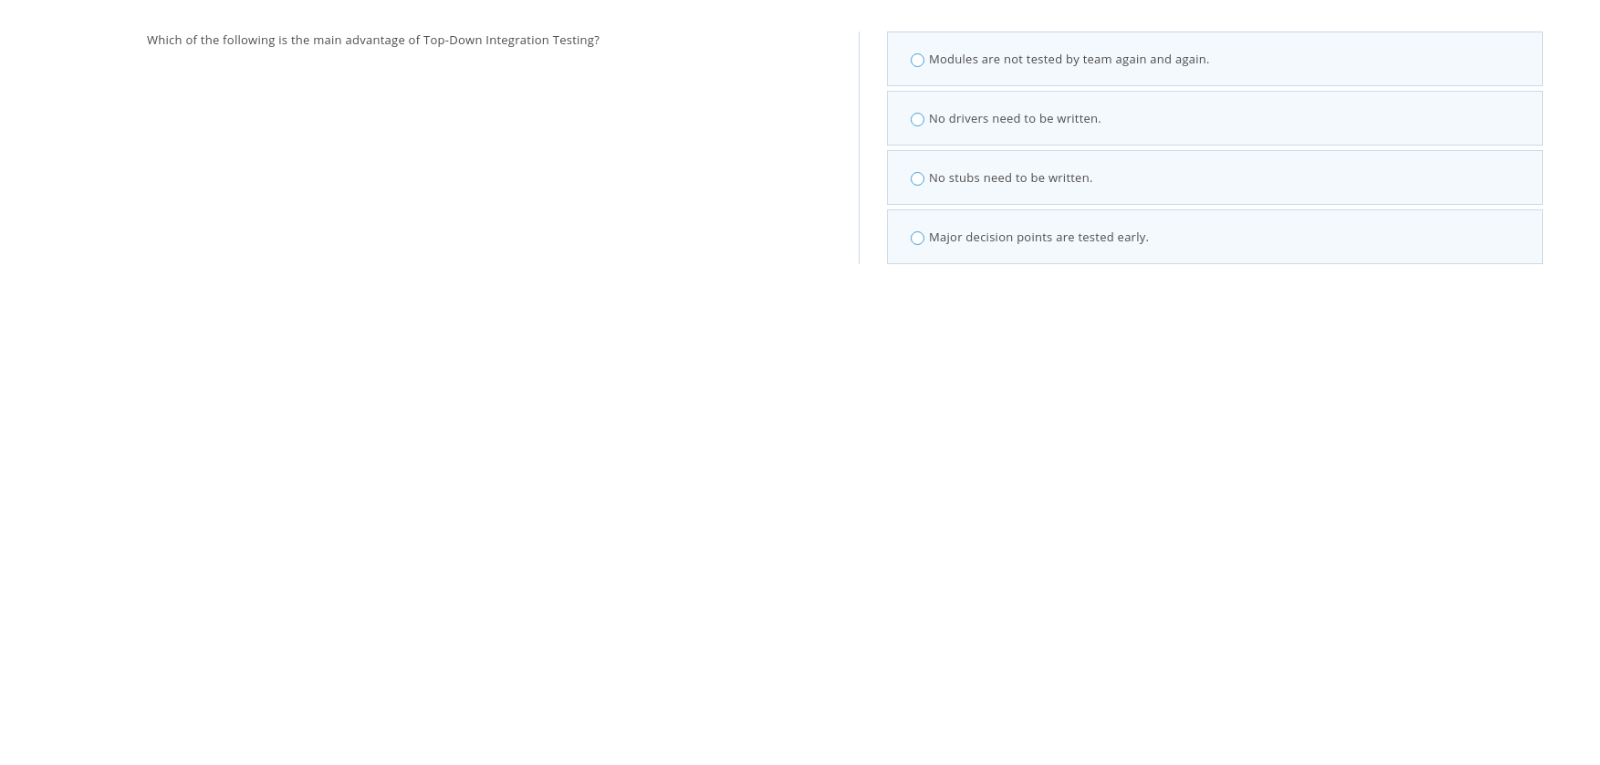 Which of the following is the main advantage of Top-Down Integration Testing?
Modules are not tested by team again and again.
No drivers need to be written.
No stubs need to be written.
Major decision points are tested early.